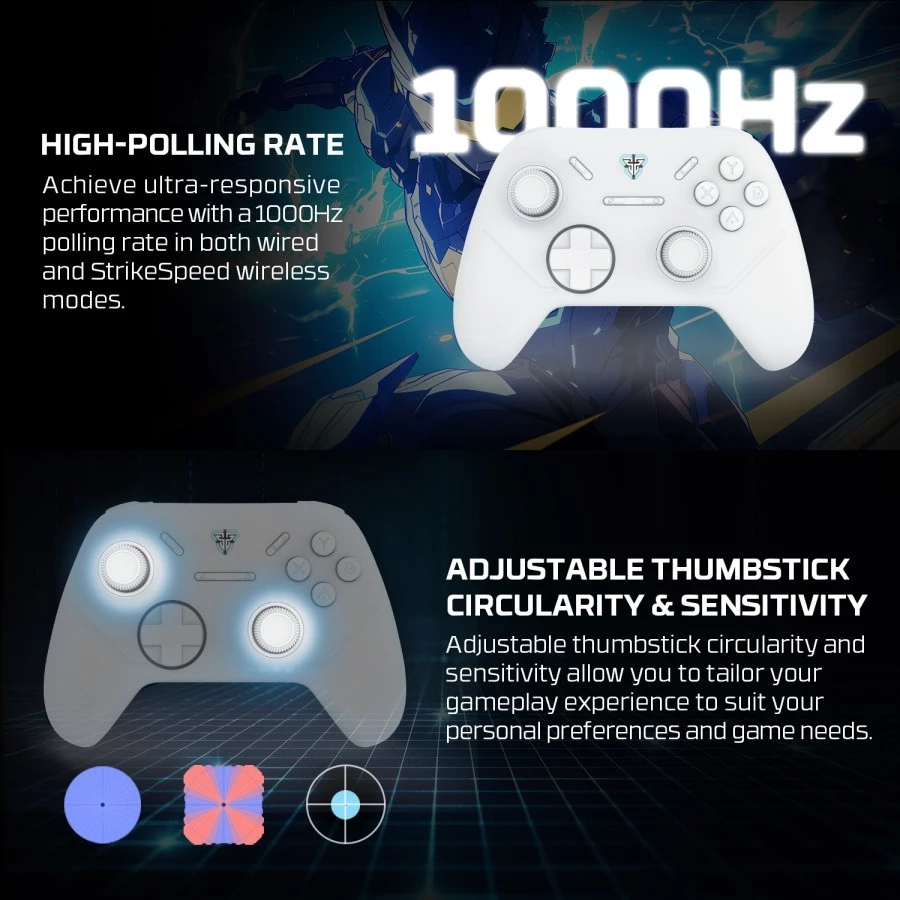 1000Hz
HIGH-POLLING RATE
Achieve ultra-responsive
performance with a 1000Hz
polling rate in both wired
and StrikeSpeed wireless
modes.
Y
X
B
A
Y
X
B
A
ADJUSTABLE THUMBSTICK
CIRCULARITY & SENSITIVITY
Adjustable thumbstick circularity and
sensitivity allow you to tailor your
gameplay experience to suit your
personal preferences and game needs.